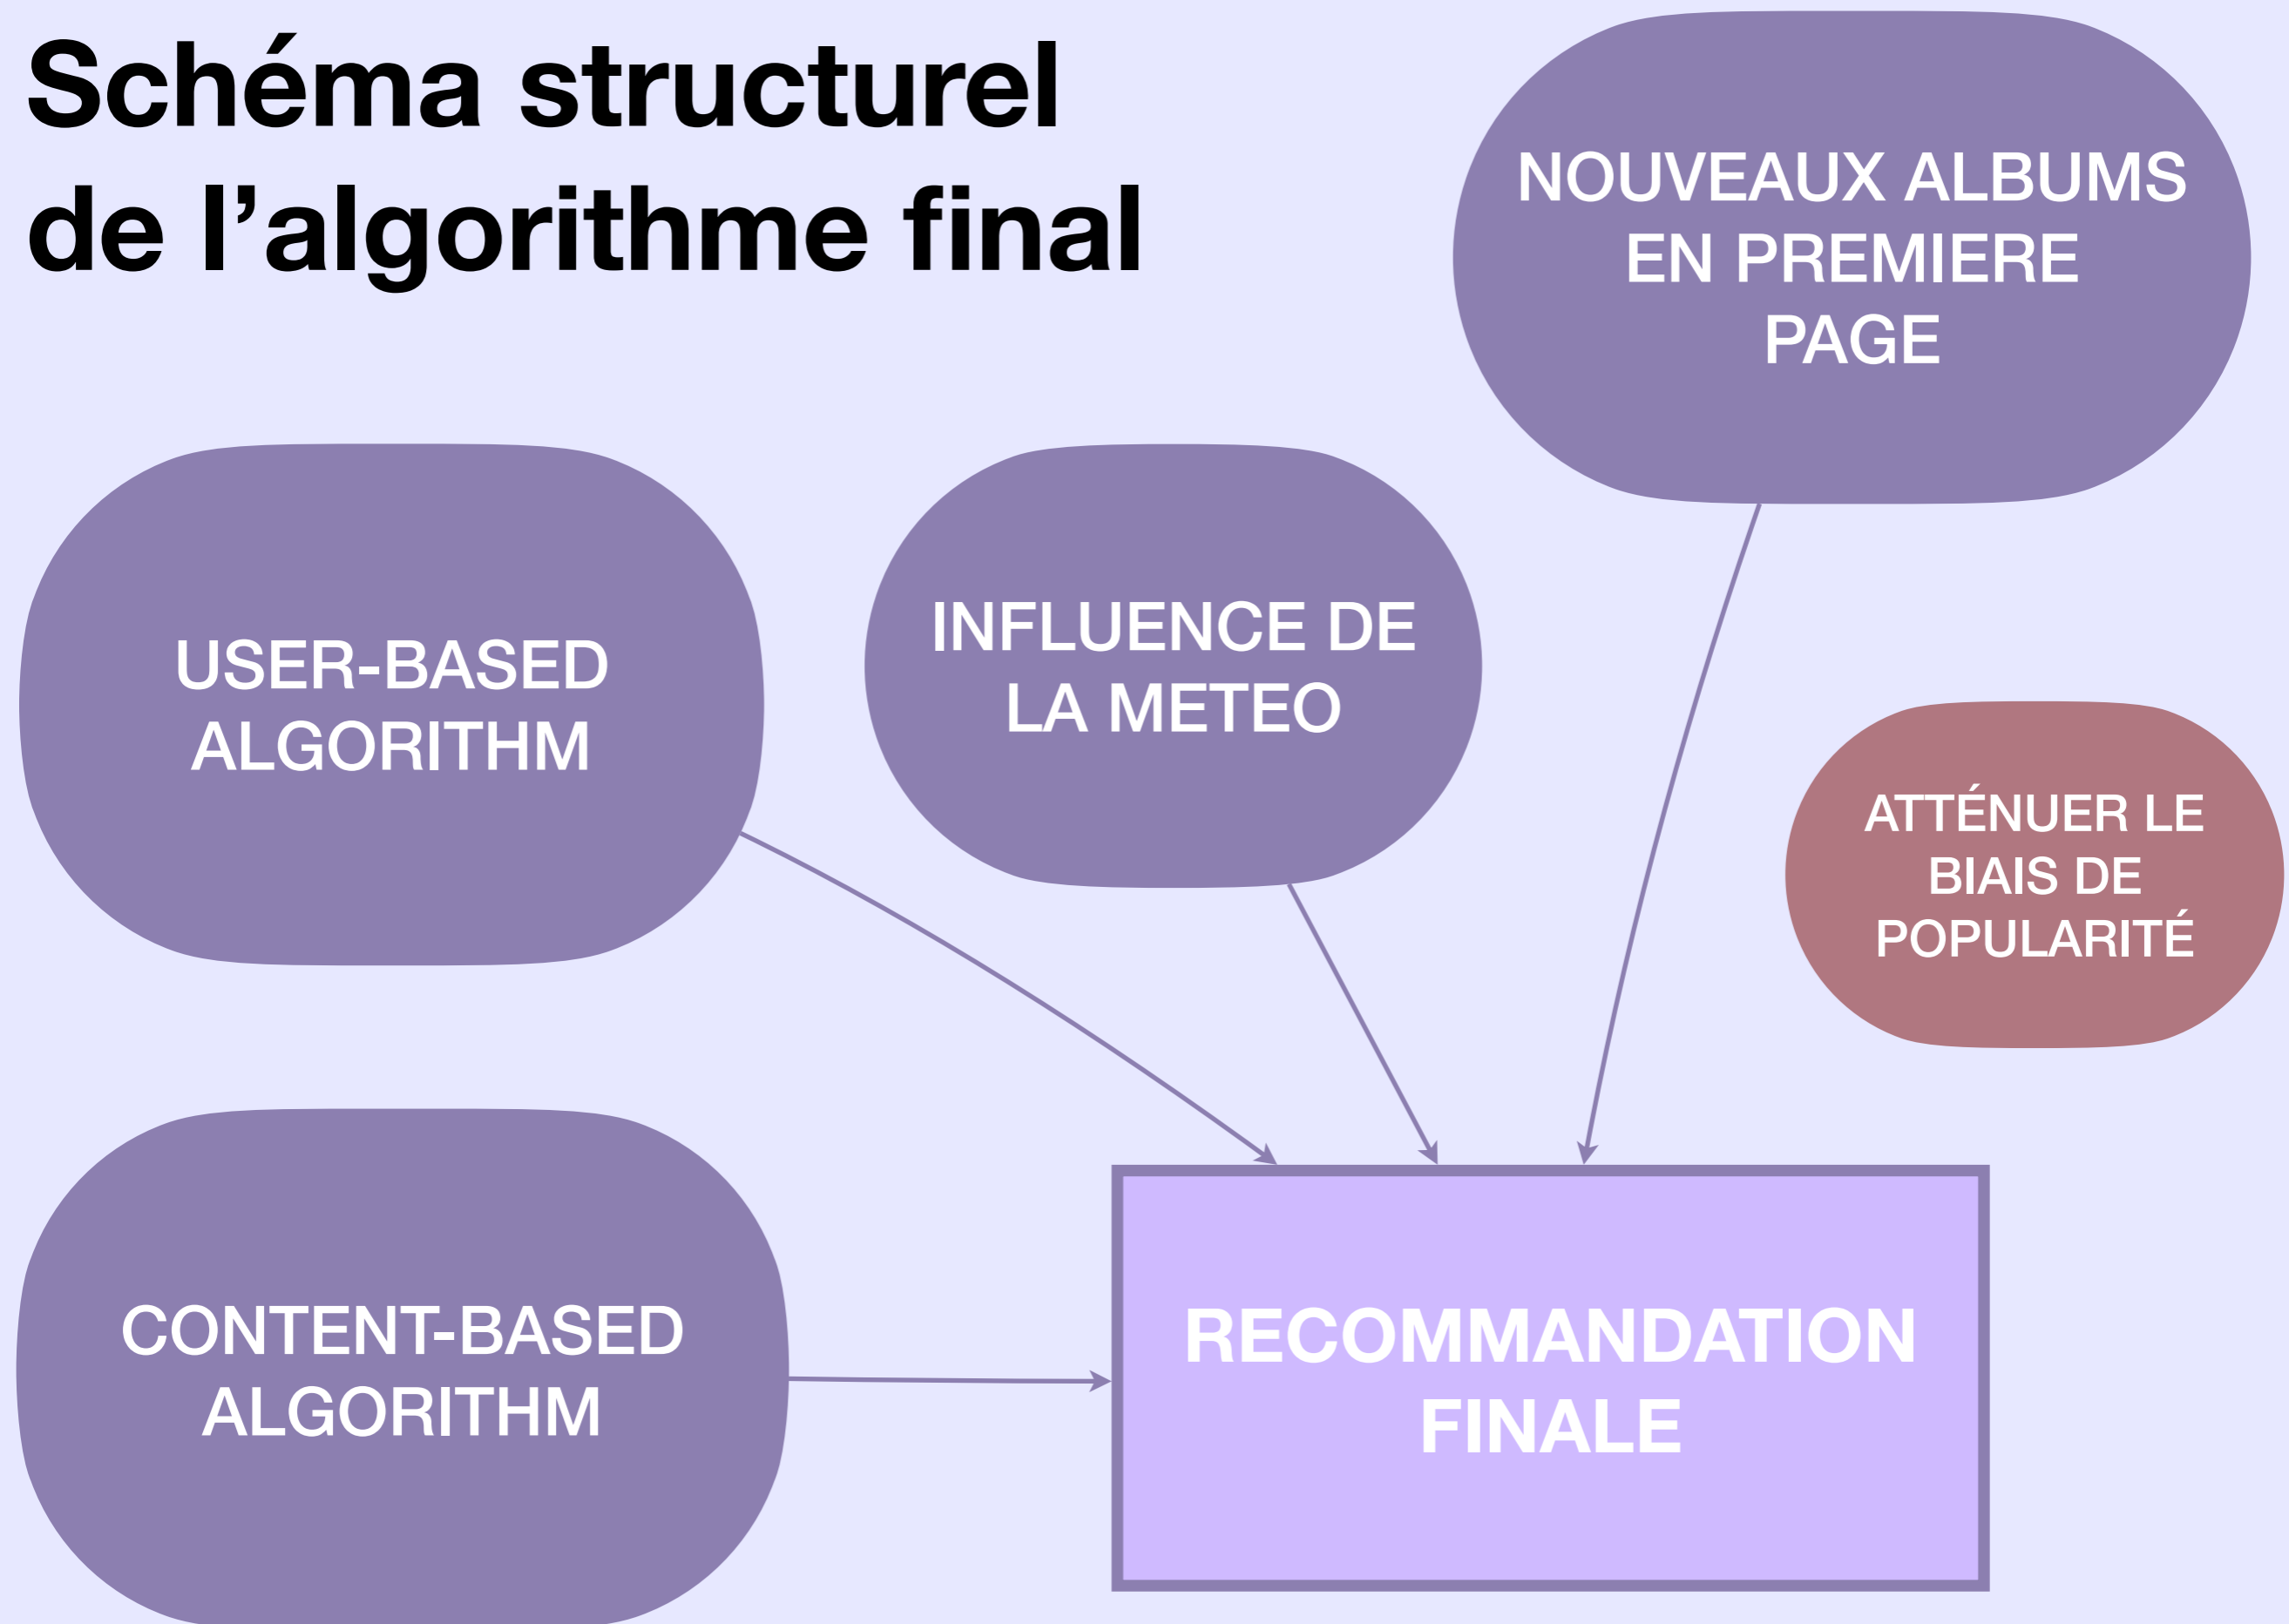 Schéma structurel
de l’algorithme final
NOUVEAUX ALBUMS
EN PREMIERE
PAGE
USER-BASED
ALGORITHM
INFLUENCE DE
LA METEO
ATTÉNUER LE
BIAIS DE
POPULARITÉ
CONTENT-BASED
ALGORITHM
RECOMMANDATION
FINALE